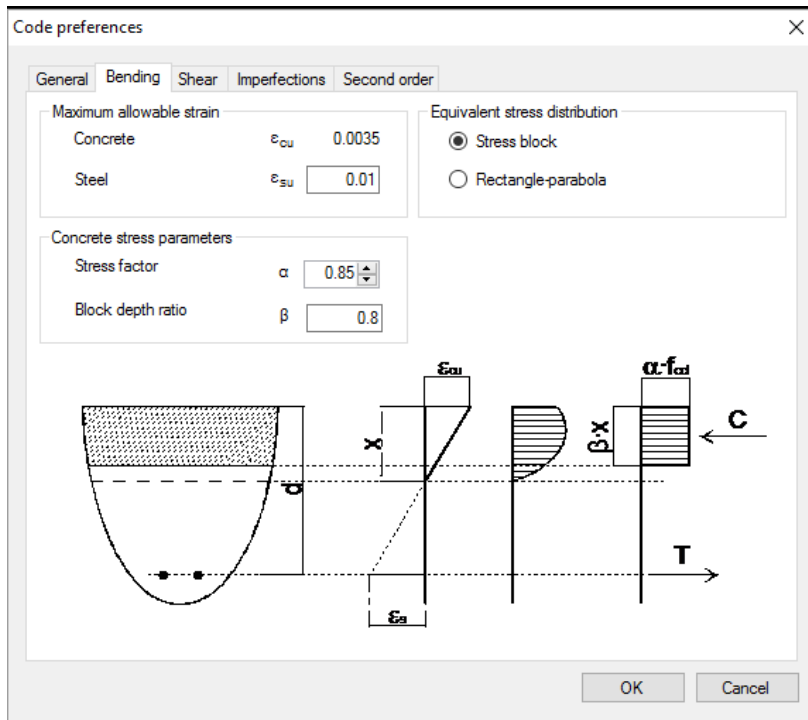 Code preferences
General Bending Shear Imperfections Second order
Maximum allowable strain
Concrete εcu 0.0035
Steel εsu 0.01
Equivalent stress distribution
Stress block
Rectangle-parabola
Concrete stress parameters
Stress factor α 0.85
Block depth ratio β 0.8
εcu α·fcd
X β·X C
d
T
εs
OK Cancel